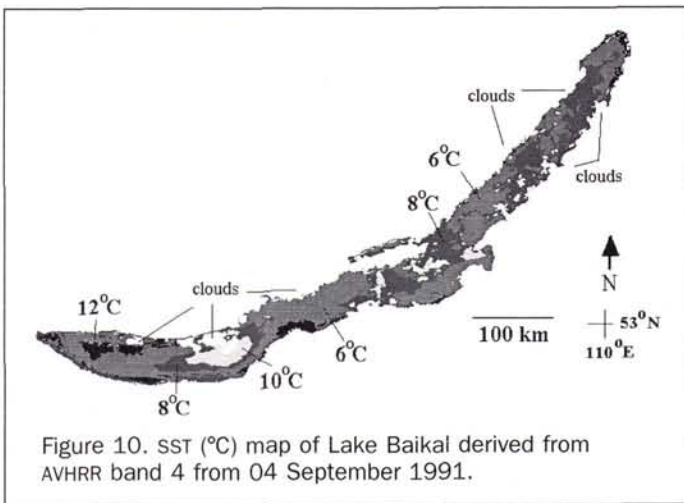 clouds
clouds
6°C
8°C
N
53°N
110°E
100 km
clouds
12°C
6°C
10°C
8°C
Figure 10. SST (°C) map of Lake Baikal derived from
AVHRR band 4 from 04 September 1991.